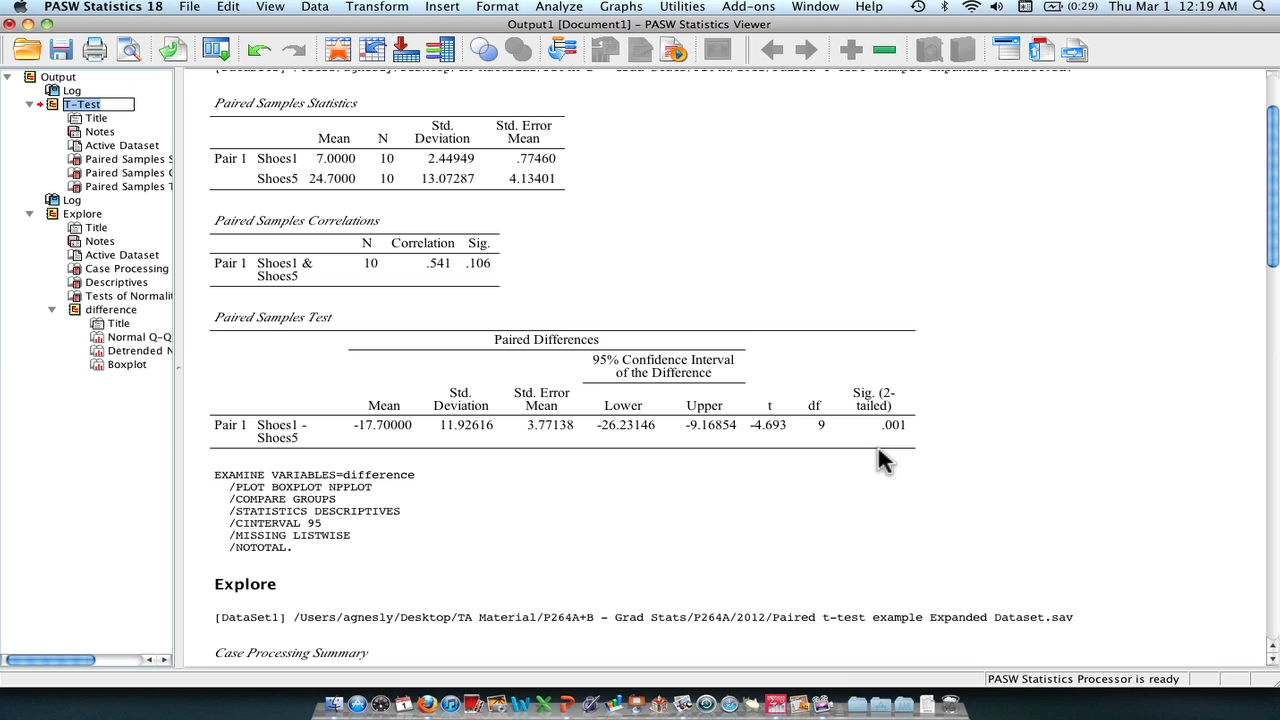 PASW Statistics 18 File Edit View Data Transform Insert Format Analyze Graphs Utilities Add-ons Window Help (0:29) Thu Mar 1 12:19 AM
Output1 [Document1] - PASW Statistics Viewer
Output
Log
T-Test
Title
Notes
Active Dataset
Paired Samples S
Paired Samples C
Paired Samples T
Log
Explore
Title
Notes
Active Dataset
Case Processing
Descriptives
Tests of Normali
difference
Title
Normal Q-Q
Detrended N
Boxplot
Paired Samples Statistics
Mean N Std. Deviation Std. Error Mean
Pair 1 Shoes1 7.0000 10 2.44949 .77460
Shoes5 24.7000 10 13.07287 4.13401
Paired Samples Correlations
N Correlation Sig.
Pair 1 Shoes1 & Shoes5 10 .541 .106
Paired Samples Test
Paired Differences
95% Confidence Interval of the Difference
Mean Std. Deviation Std. Error Mean Lower Upper t df Sig. (2-tailed)
Pair 1 Shoes1 - Shoes5 -17.70000 11.92616 3.77138 -26.23146 -9.16854 -4.693 9 .001
EXAMINE VARIABLES=difference
/PLOT BOXPLOT NPPLOT
/COMPARE GROUPS
/STATISTICS DESCRIPTIVES
/CINTERVAL 95
/MISSING LISTWISE
/NOTOTAL.
Explore
[DataSet1] /Users/agnesly/Desktop/TA Material/P264A+B - Grad Stats/P264A/2012/Paired t-test example Expanded Dataset.sav
Case Processing Summary
PASW Statistics Processor is ready